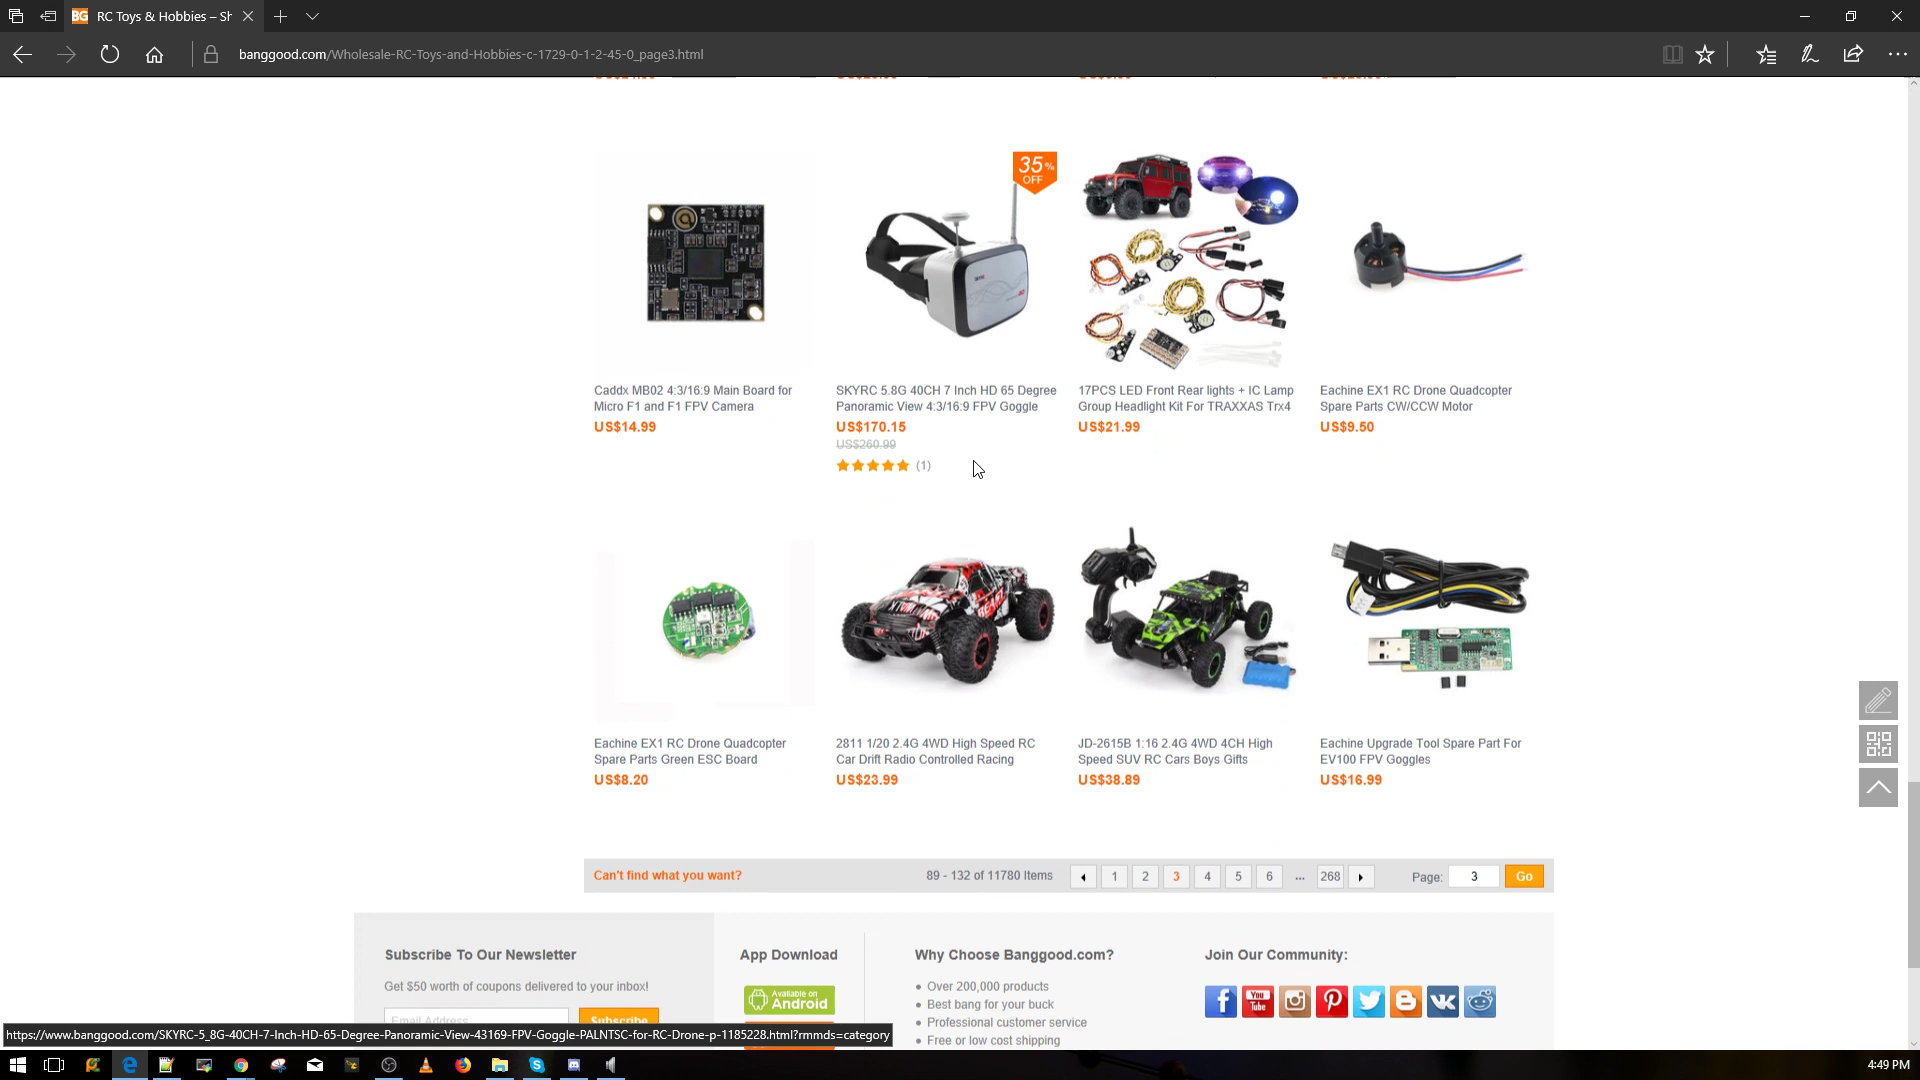 BG RC Toys & Hobbies – Sh
banggood.com/Wholesale-RC-Toys-and-Hobbies-c-1729-0-1-2-45-0_page3.html
35% OFF
Caddx MB02 4:3/16:9 Main Board for
Micro F1 and F1 FPV Camera
US$14.99
SKYRC 5.8G 40CH 7 Inch HD 65 Degree
Panoramic View 4:3/16:9 FPV Goggle
US$170.15
US$260.99
(1)
17PCS LED Front Rear lights + IC Lamp
Group Headlight Kit For TRAXXAS Trx4
US$21.99
Eachine EX1 RC Drone Quadcopter
Spare Parts CW/CCW Motor
US$9.50
BEAST
Eachine EX1 RC Drone Quadcopter
Spare Parts Green ESC Board
US$8.20
2811 1/20 2.4G 4WD High Speed RC
Car Drift Radio Controlled Racing
US$23.99
JD-2615B 1:16 2.4G 4WD 4CH High
Speed SUV RC Cars Boys Gifts
US$38.89
Eachine Upgrade Tool Spare Part For
EV100 FPV Goggles
US$16.99
Can't find what you want? 89 - 132 of 11780 Items 1 2 3 4 5 6 ... 268 Page: 3 Go
Subscribe To Our Newsletter
Get $50 worth of coupons delivered to your inbox!
Email Address Subscribe
App Download
Available on
Android
Why Choose Banggood.com?
• Over 200,000 products
• Best bang for your buck
• Professional customer service
• Free or low cost shipping
Join Our Community:
f You Tube B
https://www.banggood.com/SKYRC-5_8G-40CH-7-Inch-HD-65-Degree-Panoramic-View-43169-FPV-Goggle-PALNTSC-for-RC-Drone-p-1185228.html?rmmds=category
4:49 PM